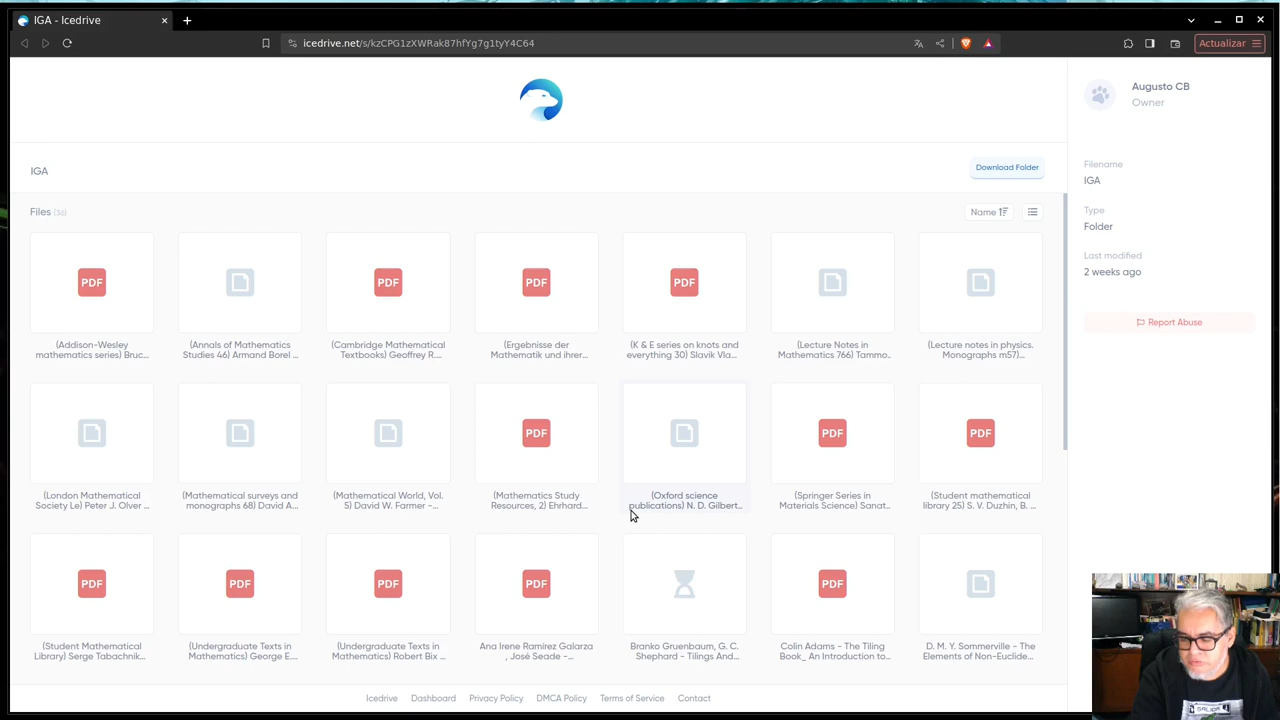 IGA - Icedrive
icedrive.net/s/kzCPG1zXWRak87hfYg7g1tyY4C64
Actualizar
Augusto CB
Owner
IGA
Download Folder
Filename
IGA
Files (36)
Name
Type
Folder
Last modified
2 weeks ago
Report Abuse
PDF
PDF
PDF
PDF
(Addison-Wesley
mathematics series) Bruc...
(Annals of Mathematics
Studies 46) Armand Borel ...
(Cambridge Mathematical
Textbooks) Geoffrey R....
(Ergebnisse der
Mathematik und ihrer...
(K & E series on knots and
everything 30) Slavik Vla...
(Lecture Notes in
Mathematics 766) Tammo...
(Lecture notes in physics.
Monographs m57)...
PDF
PDF
PDF
(London Mathematical
Society Le) Peter J. Olver ...
(Mathematical surveys and
monographs 68) David A...
(Mathematical World, Vol.
5) David W. Farmer -...
(Mathematics Study
Resources, 2) Ehrhard...
(Oxford science
publications) N. D. Gilbert...
(Springer Series in
Materials Science) Sanat...
(Student mathematical
library 25) S. V. Duzhin, B. ...
PDF
PDF
PDF
PDF
PDF
(Student Mathematical
Library) Serge Tabachnik...
(Undergraduate Texts in
Mathematics) George E....
(Undergraduate Texts in
Mathematics) Robert Bix ...
Ana Irene Ramirez Galarza
, José Seade -...
Branko Gruenbaum, G. C.
Shephard - Tilings And...
Colin Adams - The Tiling
Book_ An Introduction to...
D. M. Y. Sommerville - The
Elements of Non-Euclide...
Icedrive
Dashboard
Privacy Policy
DMCA Policy
Terms of Service
Contact